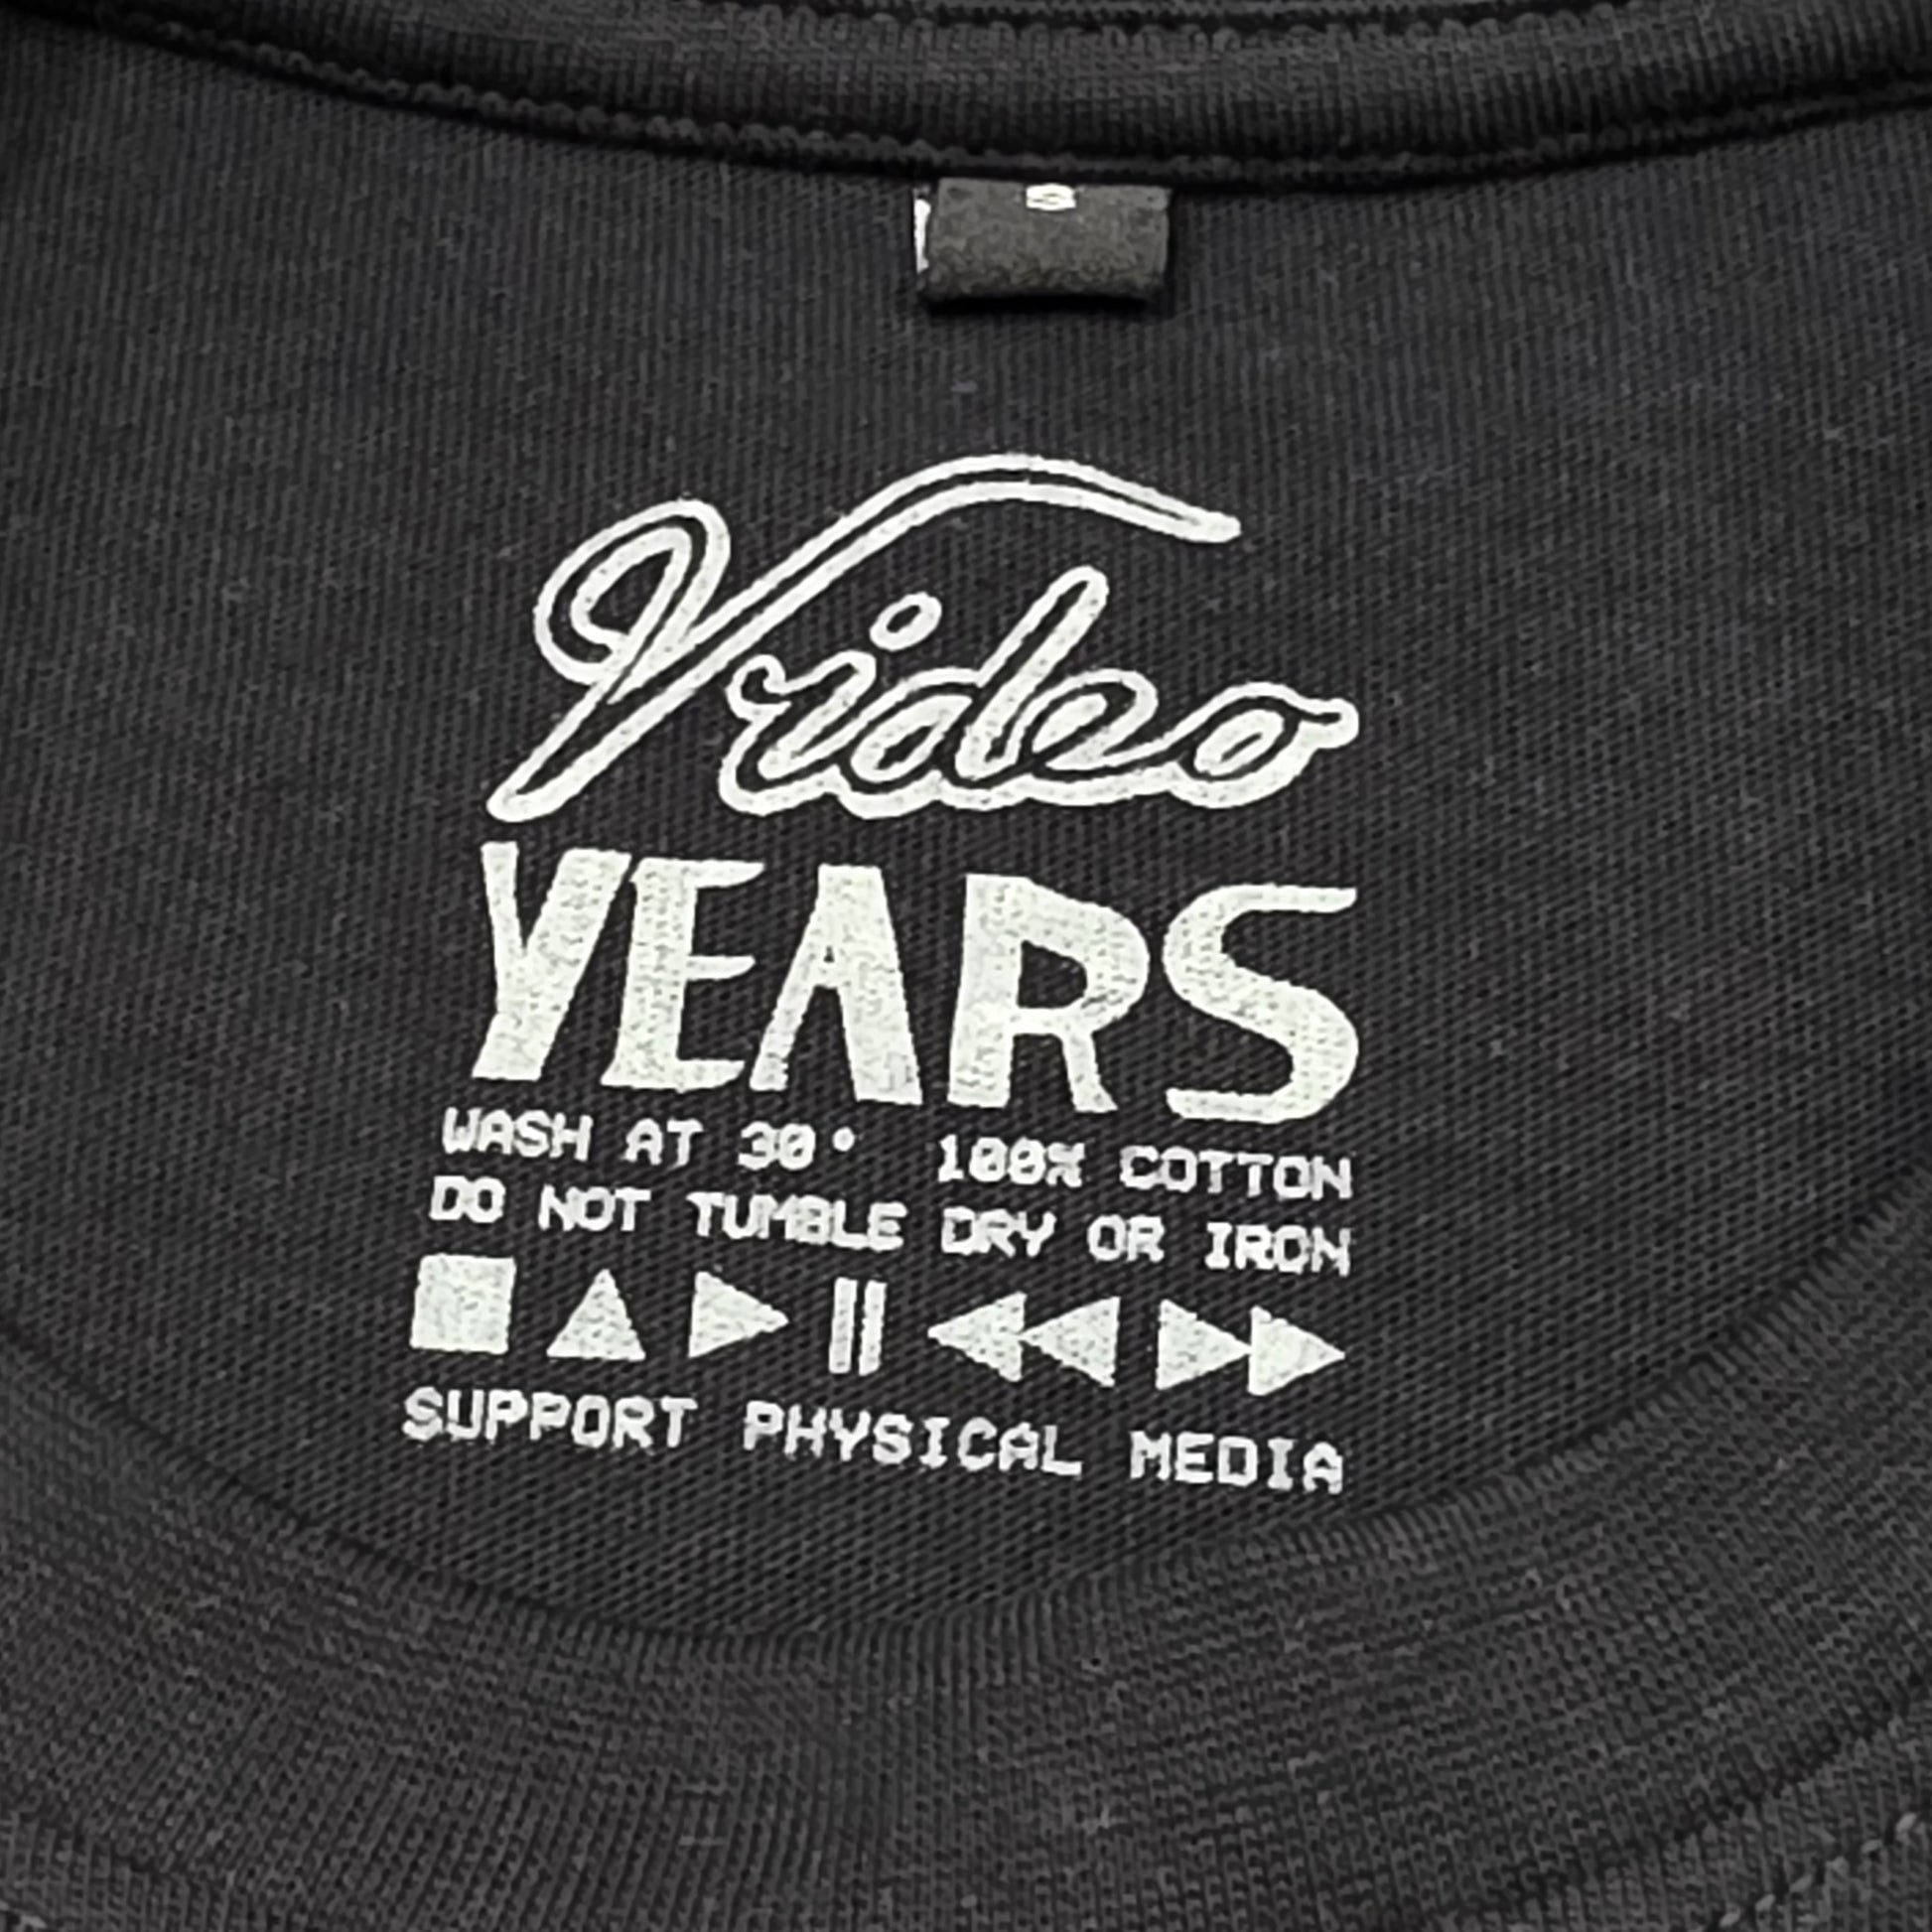 Video
YEARS
WASH AT 30° 100% COTTON
DO NOT TUMBLE DRY OR IRON
SUPPORT PHYSICAL MEDIA